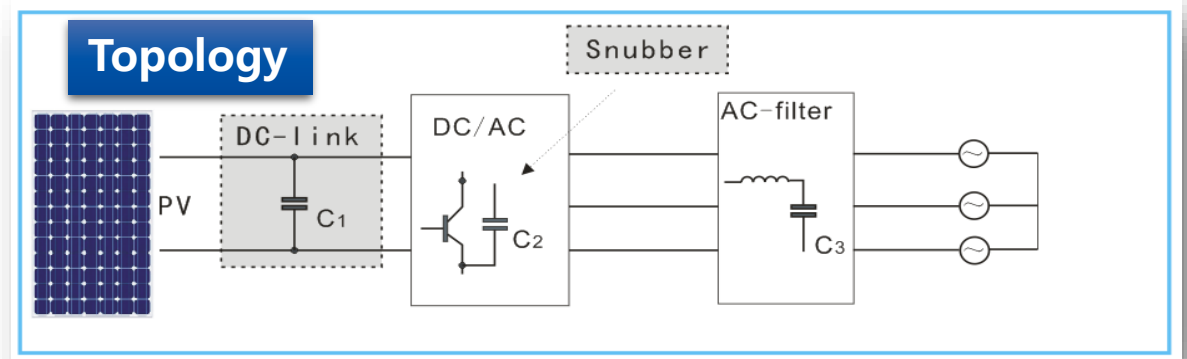 Topology
Snubber
DC-link
DC/AC
AC-filter
PV
C1
C2
C3